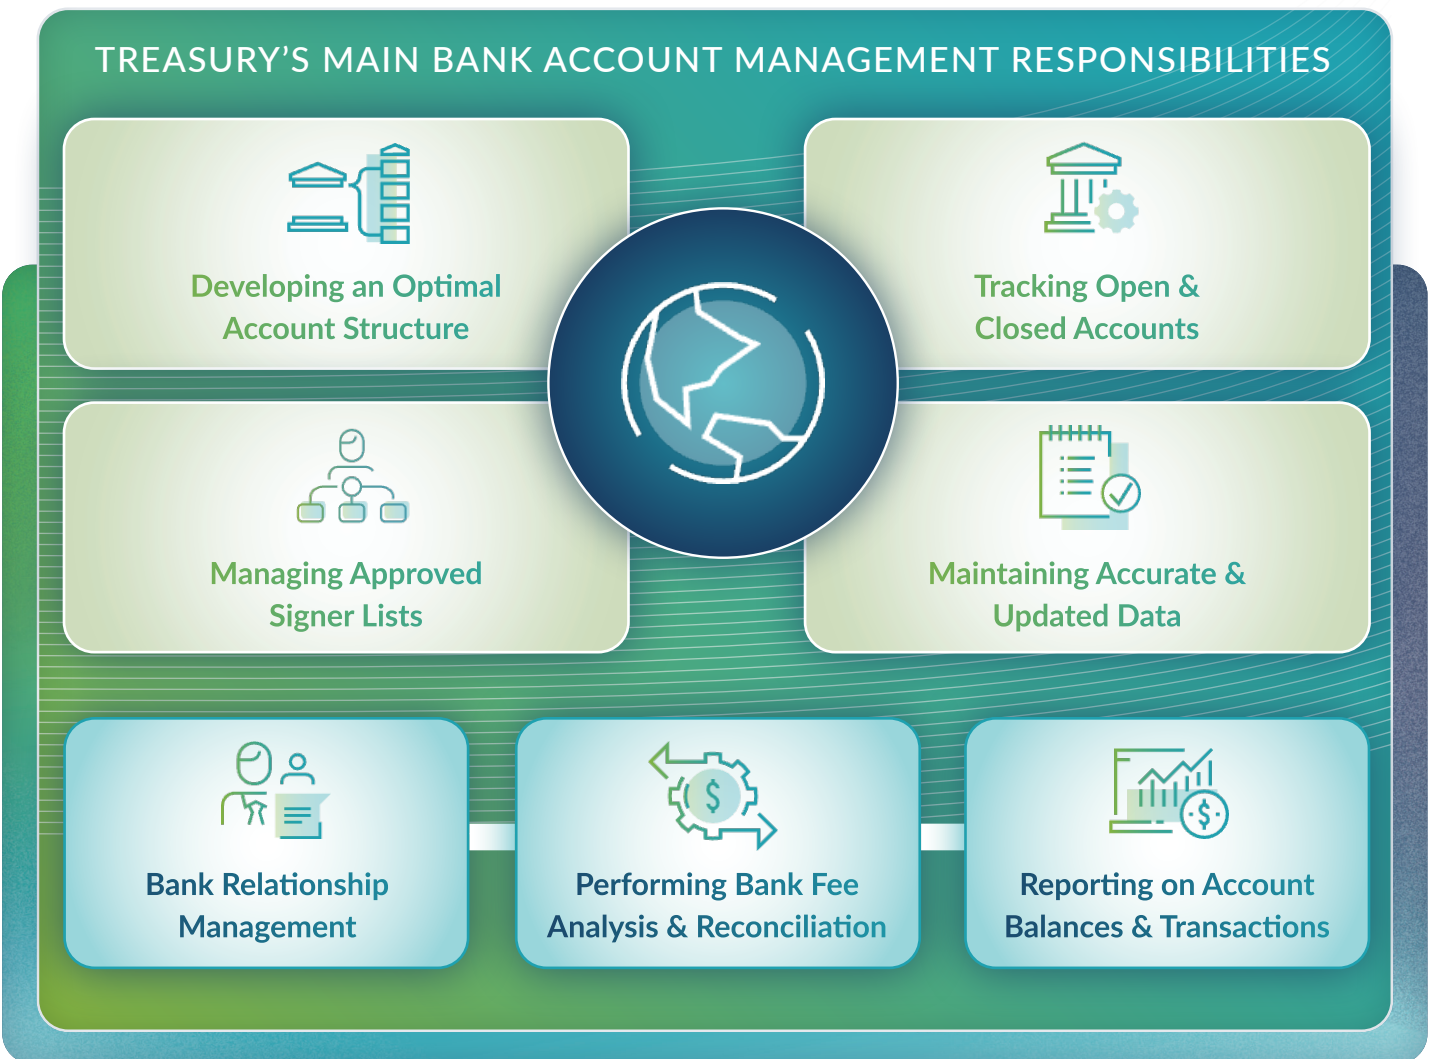 TREASURY’S MAIN BANK ACCOUNT MANAGEMENT RESPONSIBILITIES
Developing an Optimal
Account Structure
Tracking Open &
Closed Accounts
Managing Approved
Signer Lists
Maintaining Accurate &
Updated Data
Bank Relationship
Management
$
Performing Bank Fee
Analysis & Reconciliation
$
Reporting on Account
Balances & Transactions